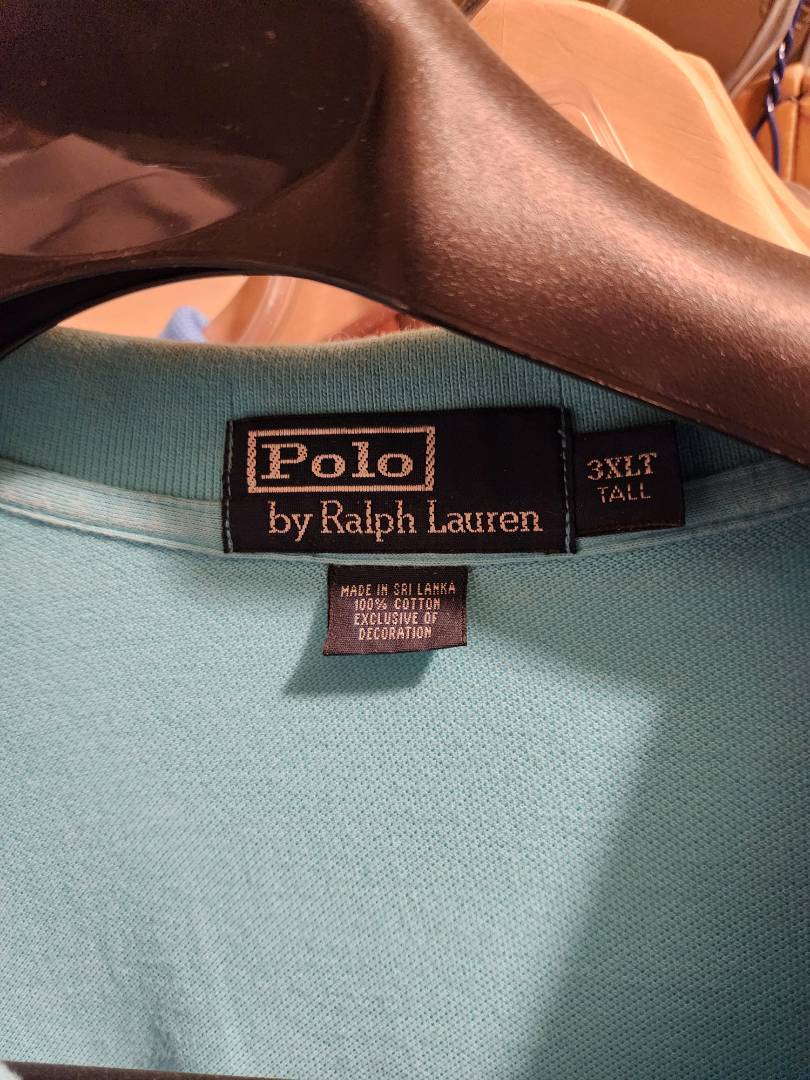 Polo
by Ralph Lauren
3XLT
TALL
MADE IN SRI LANKA
100% COTTON
EXCLUSIVE OF
DECORATION